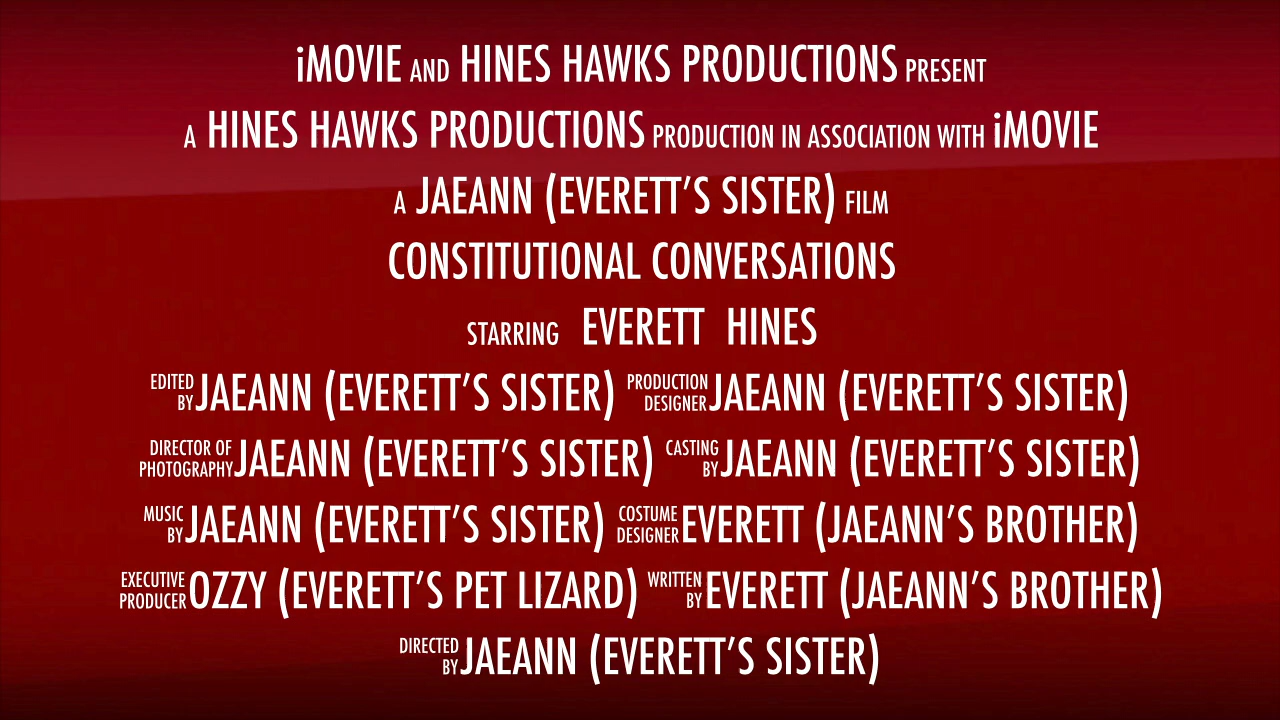 iMOVIE AND HINES HAWKS PRODUCTIONS PRESENT
A HINES HAWKS PRODUCTIONS PRODUCTION IN ASSOCIATION WITH iMOVIE
A JAEANN (EVERETT'S SISTER) FILM
CONSTITUTIONAL CONVERSATIONS
STARRING EVERETT HINES
EDITED BY JAEANN (EVERETT'S SISTER) PRODUCTION DESIGNER JAEANN (EVERETT'S SISTER)
DIRECTOR OF PHOTOGRAPHY JAEANN (EVERETT'S SISTER) CASTING BY JAEANN (EVERETT'S SISTER)
MUSIC BY JAEANN (EVERETT'S SISTER) COSTUME DESIGNER EVERETT (JAEANN'S BROTHER)
EXECUTIVE PRODUCER OZZY (EVERETT'S PET LIZARD) WRITTEN BY EVERETT (JAEANN'S BROTHER)
DIRECTED BY JAEANN (EVERETT'S SISTER)